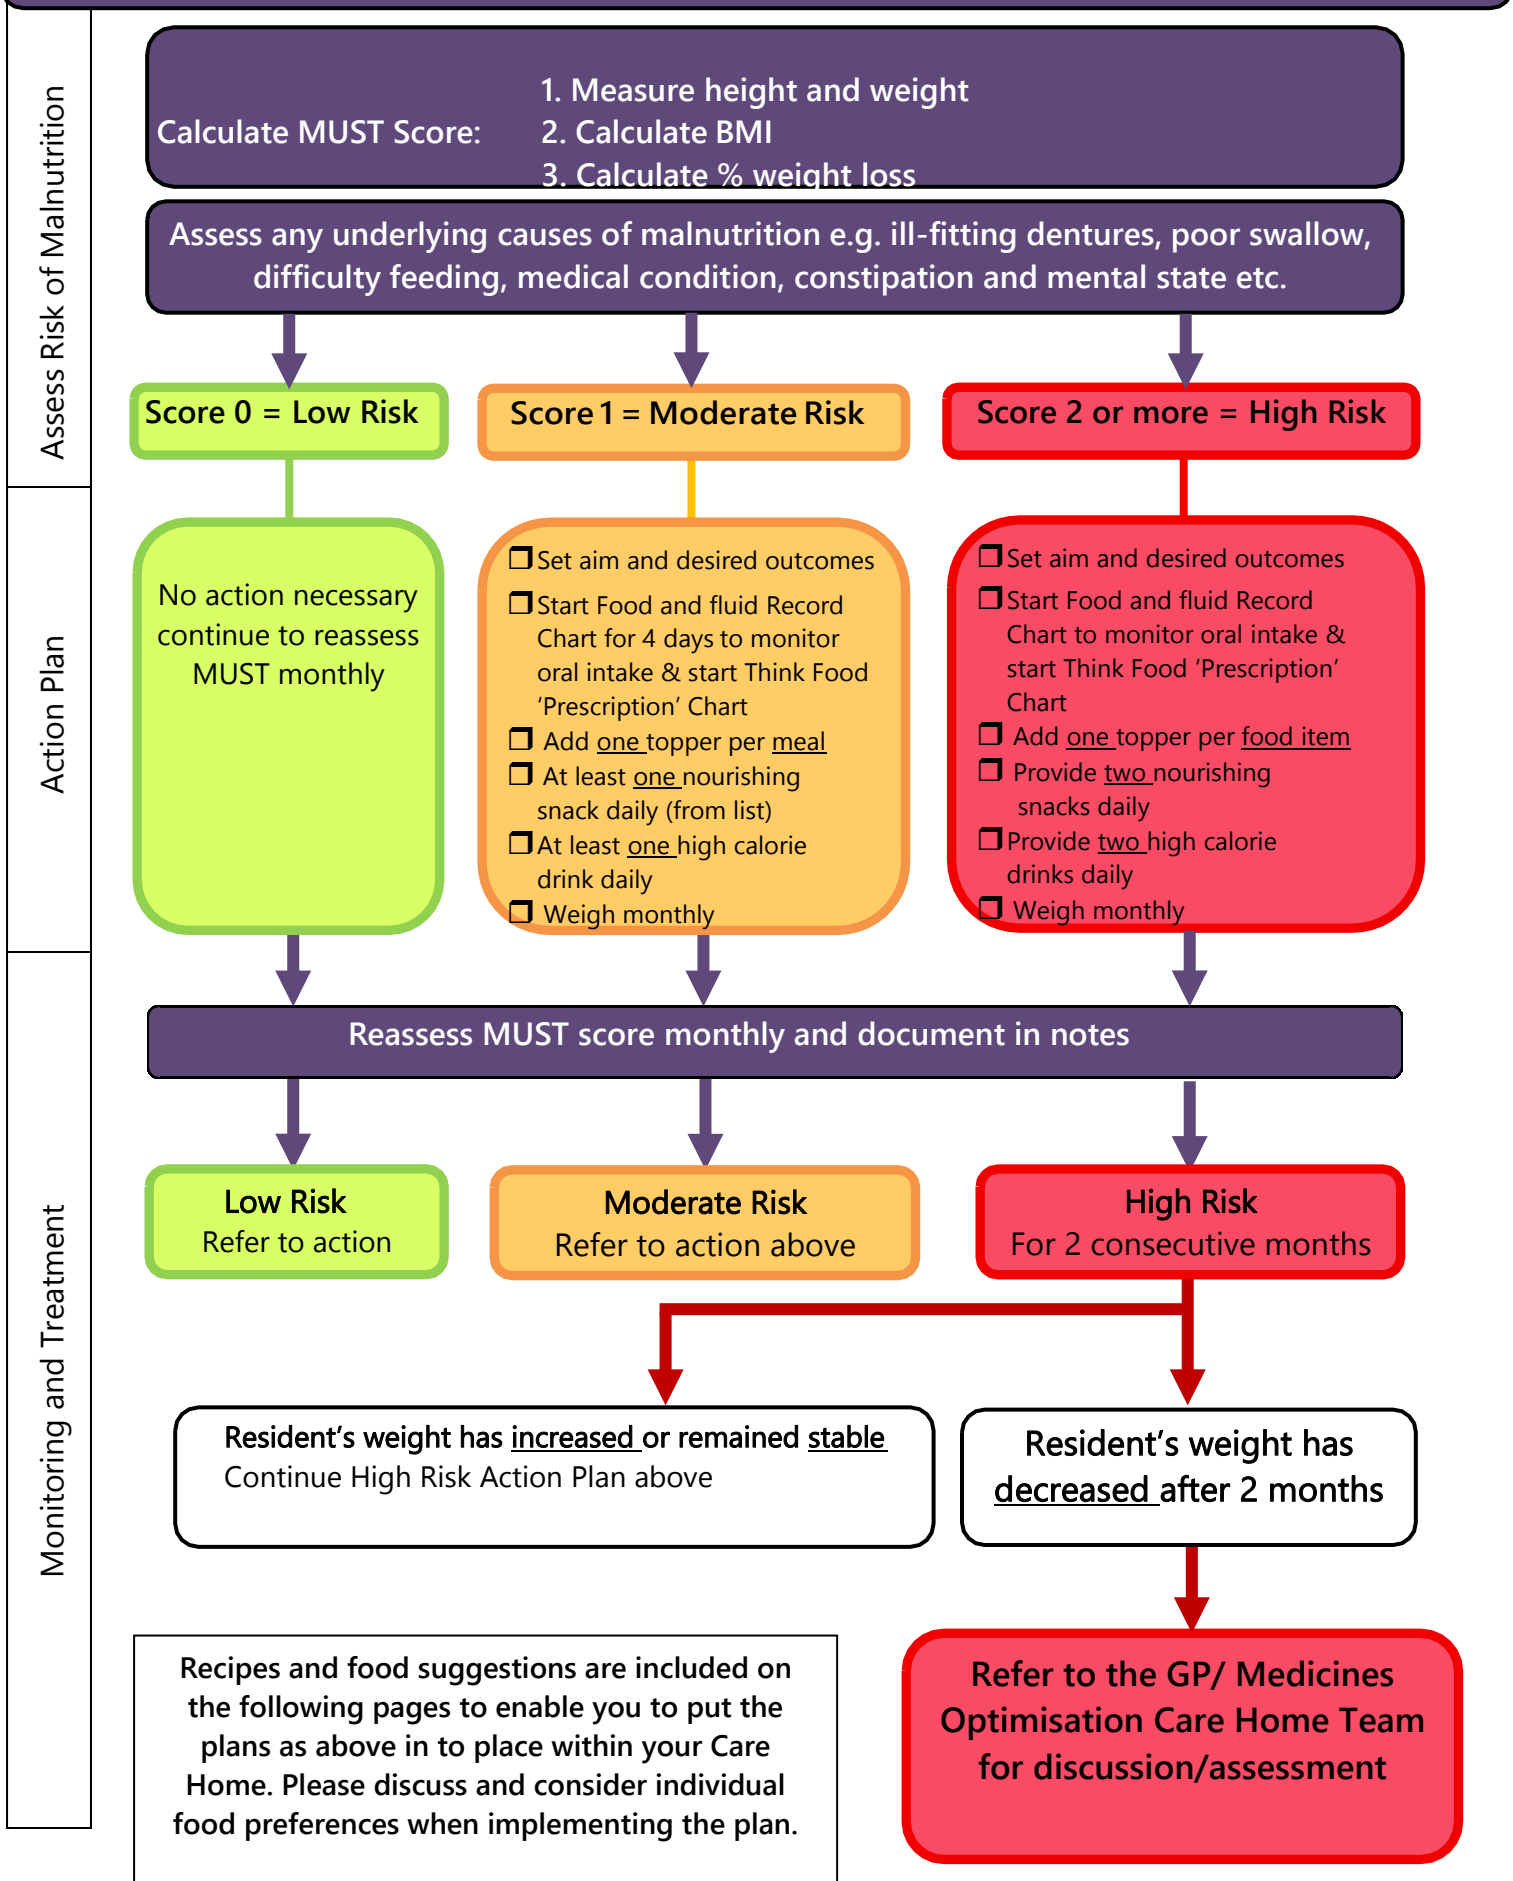 Assess Risk of Malnutrition
1. Measure height and weight
Calculate MUST Score: 2. Calculate BMI
3. Calculate % weight loss
Assess any underlying causes of malnutrition e.g. ill-fitting dentures, poor swallow,
difficulty feeding, medical condition, constipation and mental state etc.
Score 0 = Low Risk
Score 1 = Moderate Risk
Score 2 or more = High Risk
Action Plan
No action necessary
continue to reassess
MUST monthly
❒ Set aim and desired outcomes
❒ Start Food and fluid Record
Chart for 4 days to monitor
oral intake & start Think Food
‘Prescription’ Chart
❒ Add one topper per meal
❒ At least one nourishing
snack daily (from list)
❒ At least one high calorie
drink daily
❒ Weigh monthly
❒ Set aim and desired outcomes
❒ Start Food and fluid Record
Chart to monitor oral intake &
start Think Food ‘Prescription’
Chart
❒ Add one topper per food item
❒ Provide two nourishing
snacks daily
❒ Provide two high calorie
drinks daily
❒ Weigh monthly
Monitoring and Treatment
Reassess MUST score monthly and document in notes
Low Risk
Refer to action
Moderate Risk
Refer to action above
High Risk
For 2 consecutive months
Resident’s weight has increased or remained stable
Continue High Risk Action Plan above
Resident’s weight has
decreased after 2 months
Recipes and food suggestions are included on
the following pages to enable you to put the
plans as above in to place within your Care
Home. Please discuss and consider individual
food preferences when implementing the plan.
Refer to the GP/ Medicines
Optimisation Care Home Team
for discussion/assessment